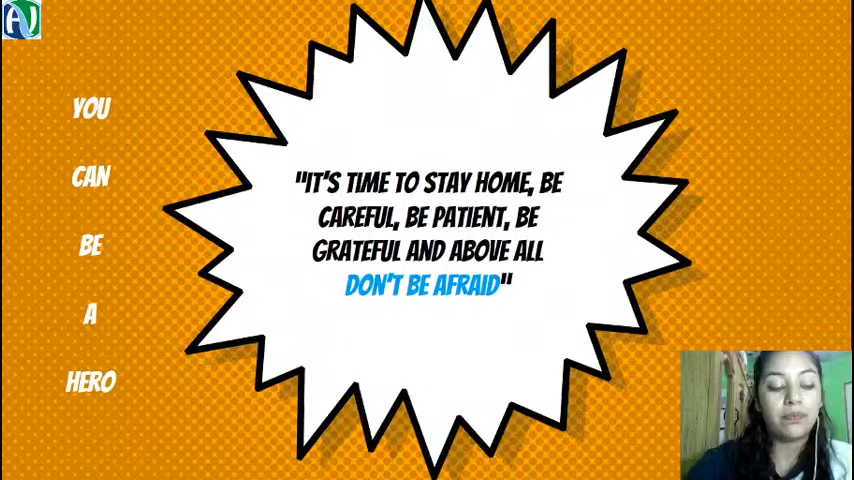 AJ
YOU
CAN
BE
A
HERO
"IT'S TIME TO STAY HOME, BE
CAREFUL, BE PATIENT, BE
GRATEFUL AND ABOVE ALL
DON'T BE AFRAID"